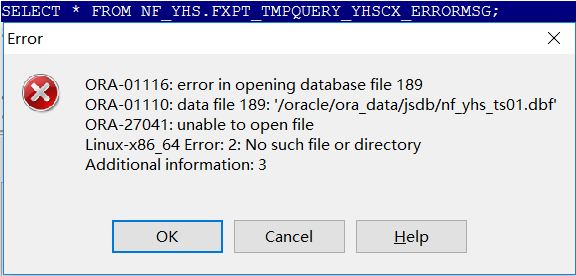 SELECT * FROM NF_YHS.FXPT_TMPQUERY_YHSCX_ERRORMSG;
Error
ORA-01116: error in opening database file 189
ORA-01110: data file 189: '/oracle/ora_data/jsdb/nf_yhs_ts01.dbf'
ORA-27041: unable to open file
Linux-x86_64 Error: 2: No such file or directory
Additional information: 3
OK
Cancel
Help